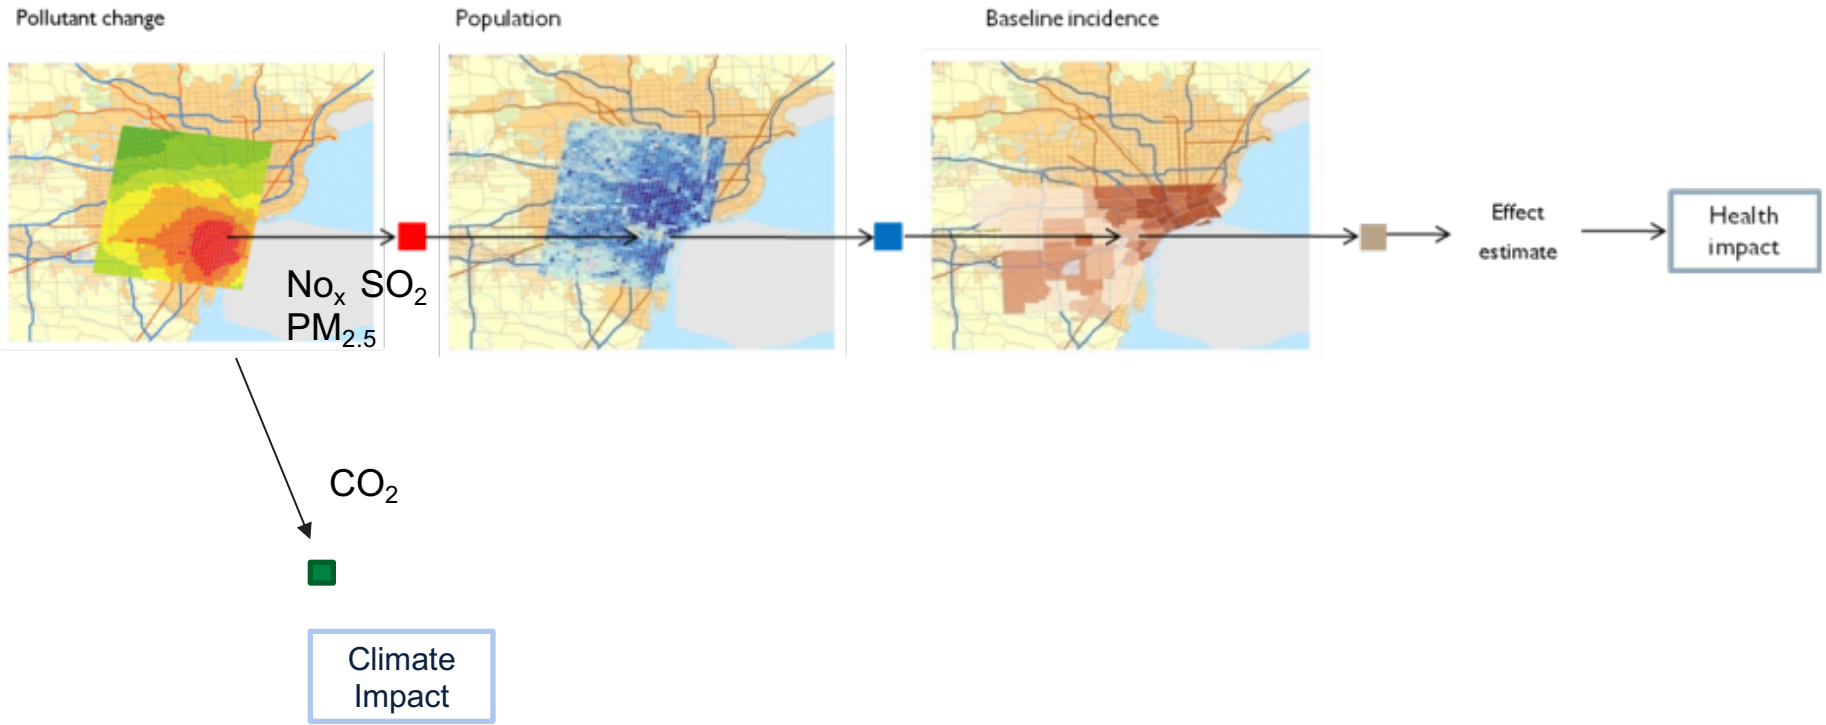 Pollutant change
Population
Baseline incidence
Effect
estimate
Health
impact
Noₓ SO₂
PM₂.₅
CO₂
Climate
Impact